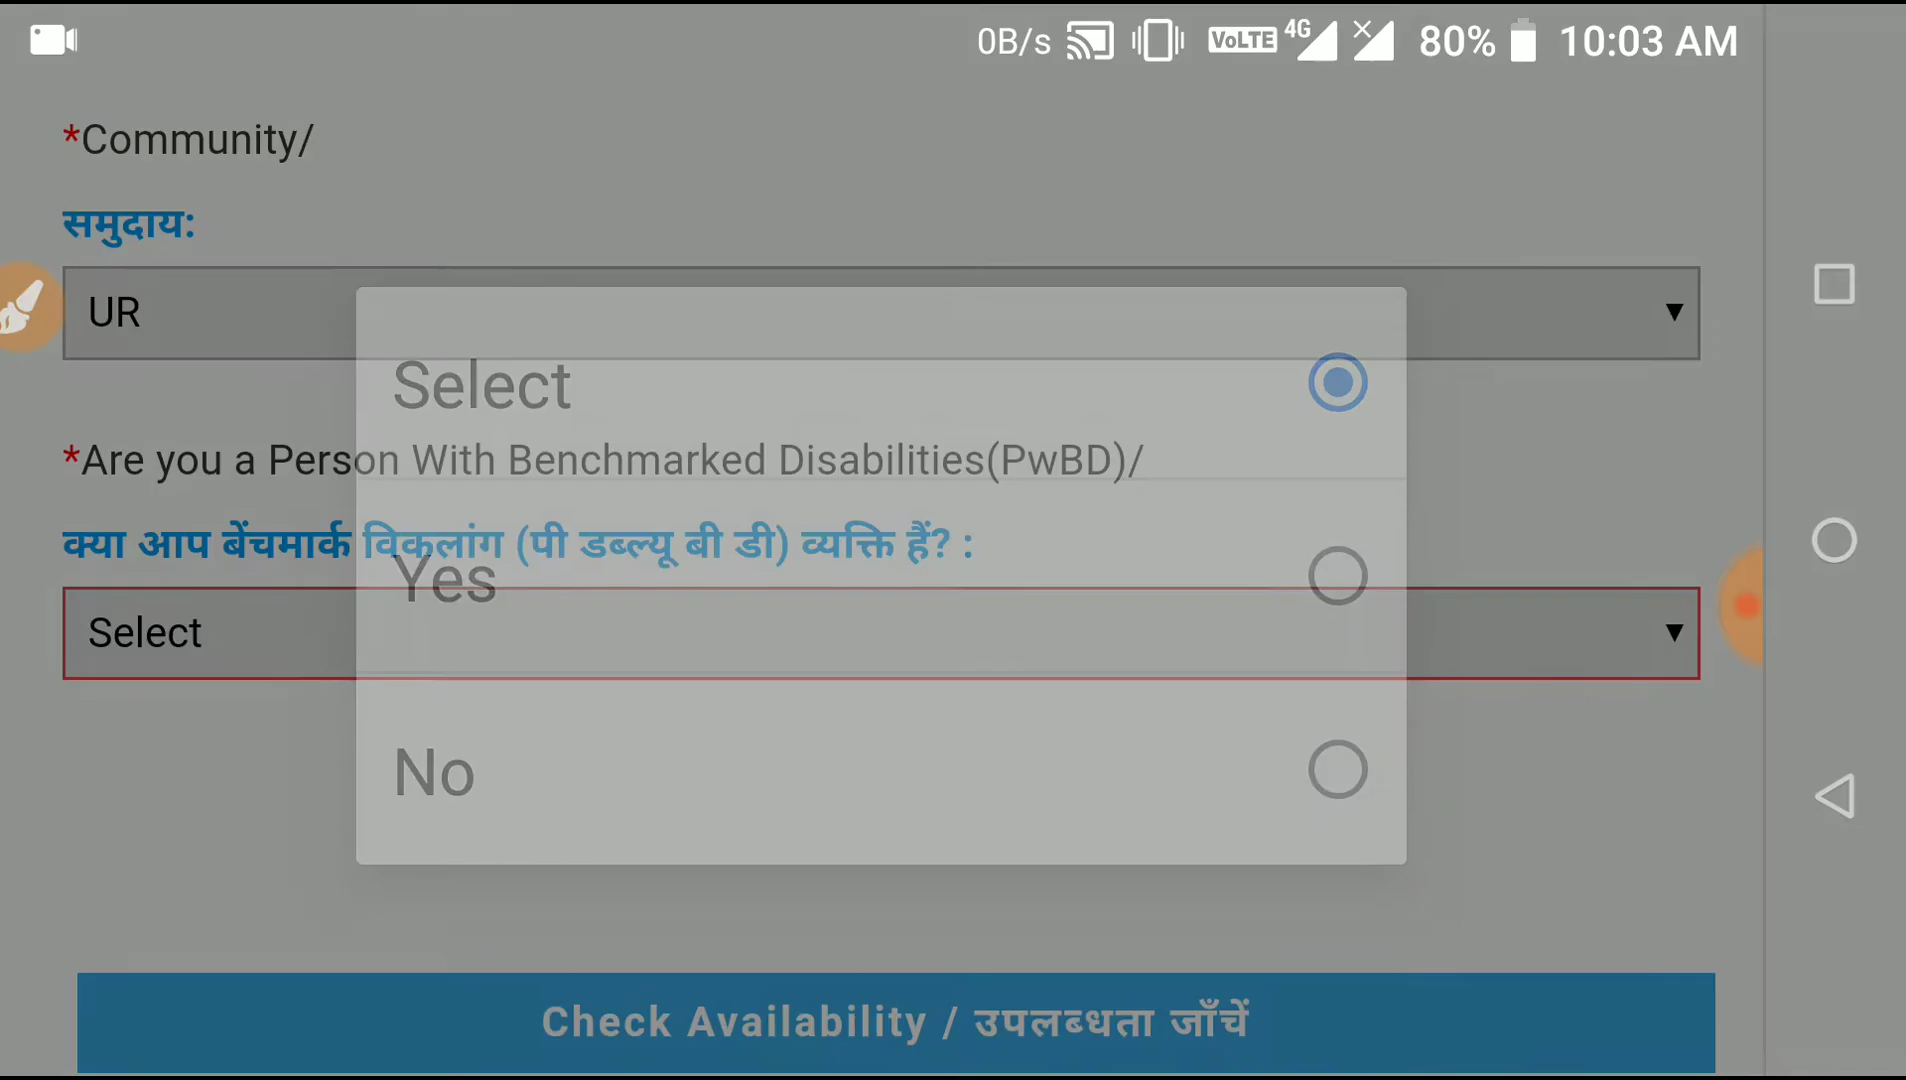 0B/s VoLTE 4G 80% 10:03 AM
*Community/
समुदाय:
UR
Select
*Are you a Person With Benchmarked Disabilities(PwBD)/
क्या आप बेंचमार्क विकलांग (पी डब्ल्यू बी डी) व्यक्ति हैं? :
Yes
Select
No
Check Availability / उपलब्धता जाँचें